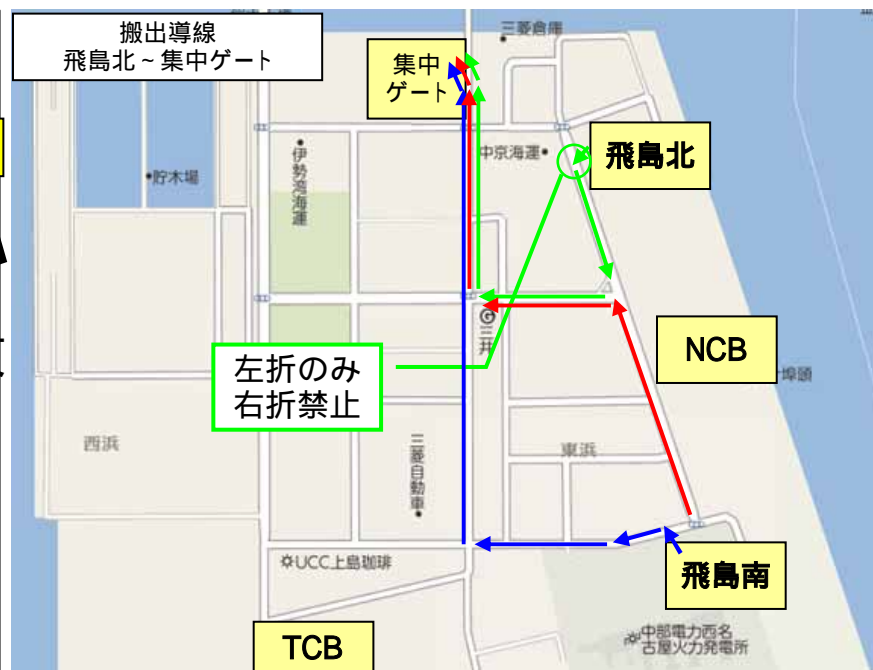 搬出導線
飛島北~集中ゲート
三菱倉庫
集中
ゲート
中京海運
飛島北
伊勢湾海運
貯木場
三井
NCB
埠頭
左折のみ
右折禁止
西浜
三菱自動車
東浜
UCC上島珈琲
飛島南
TCB
中部電力西名
古屋火力発電所